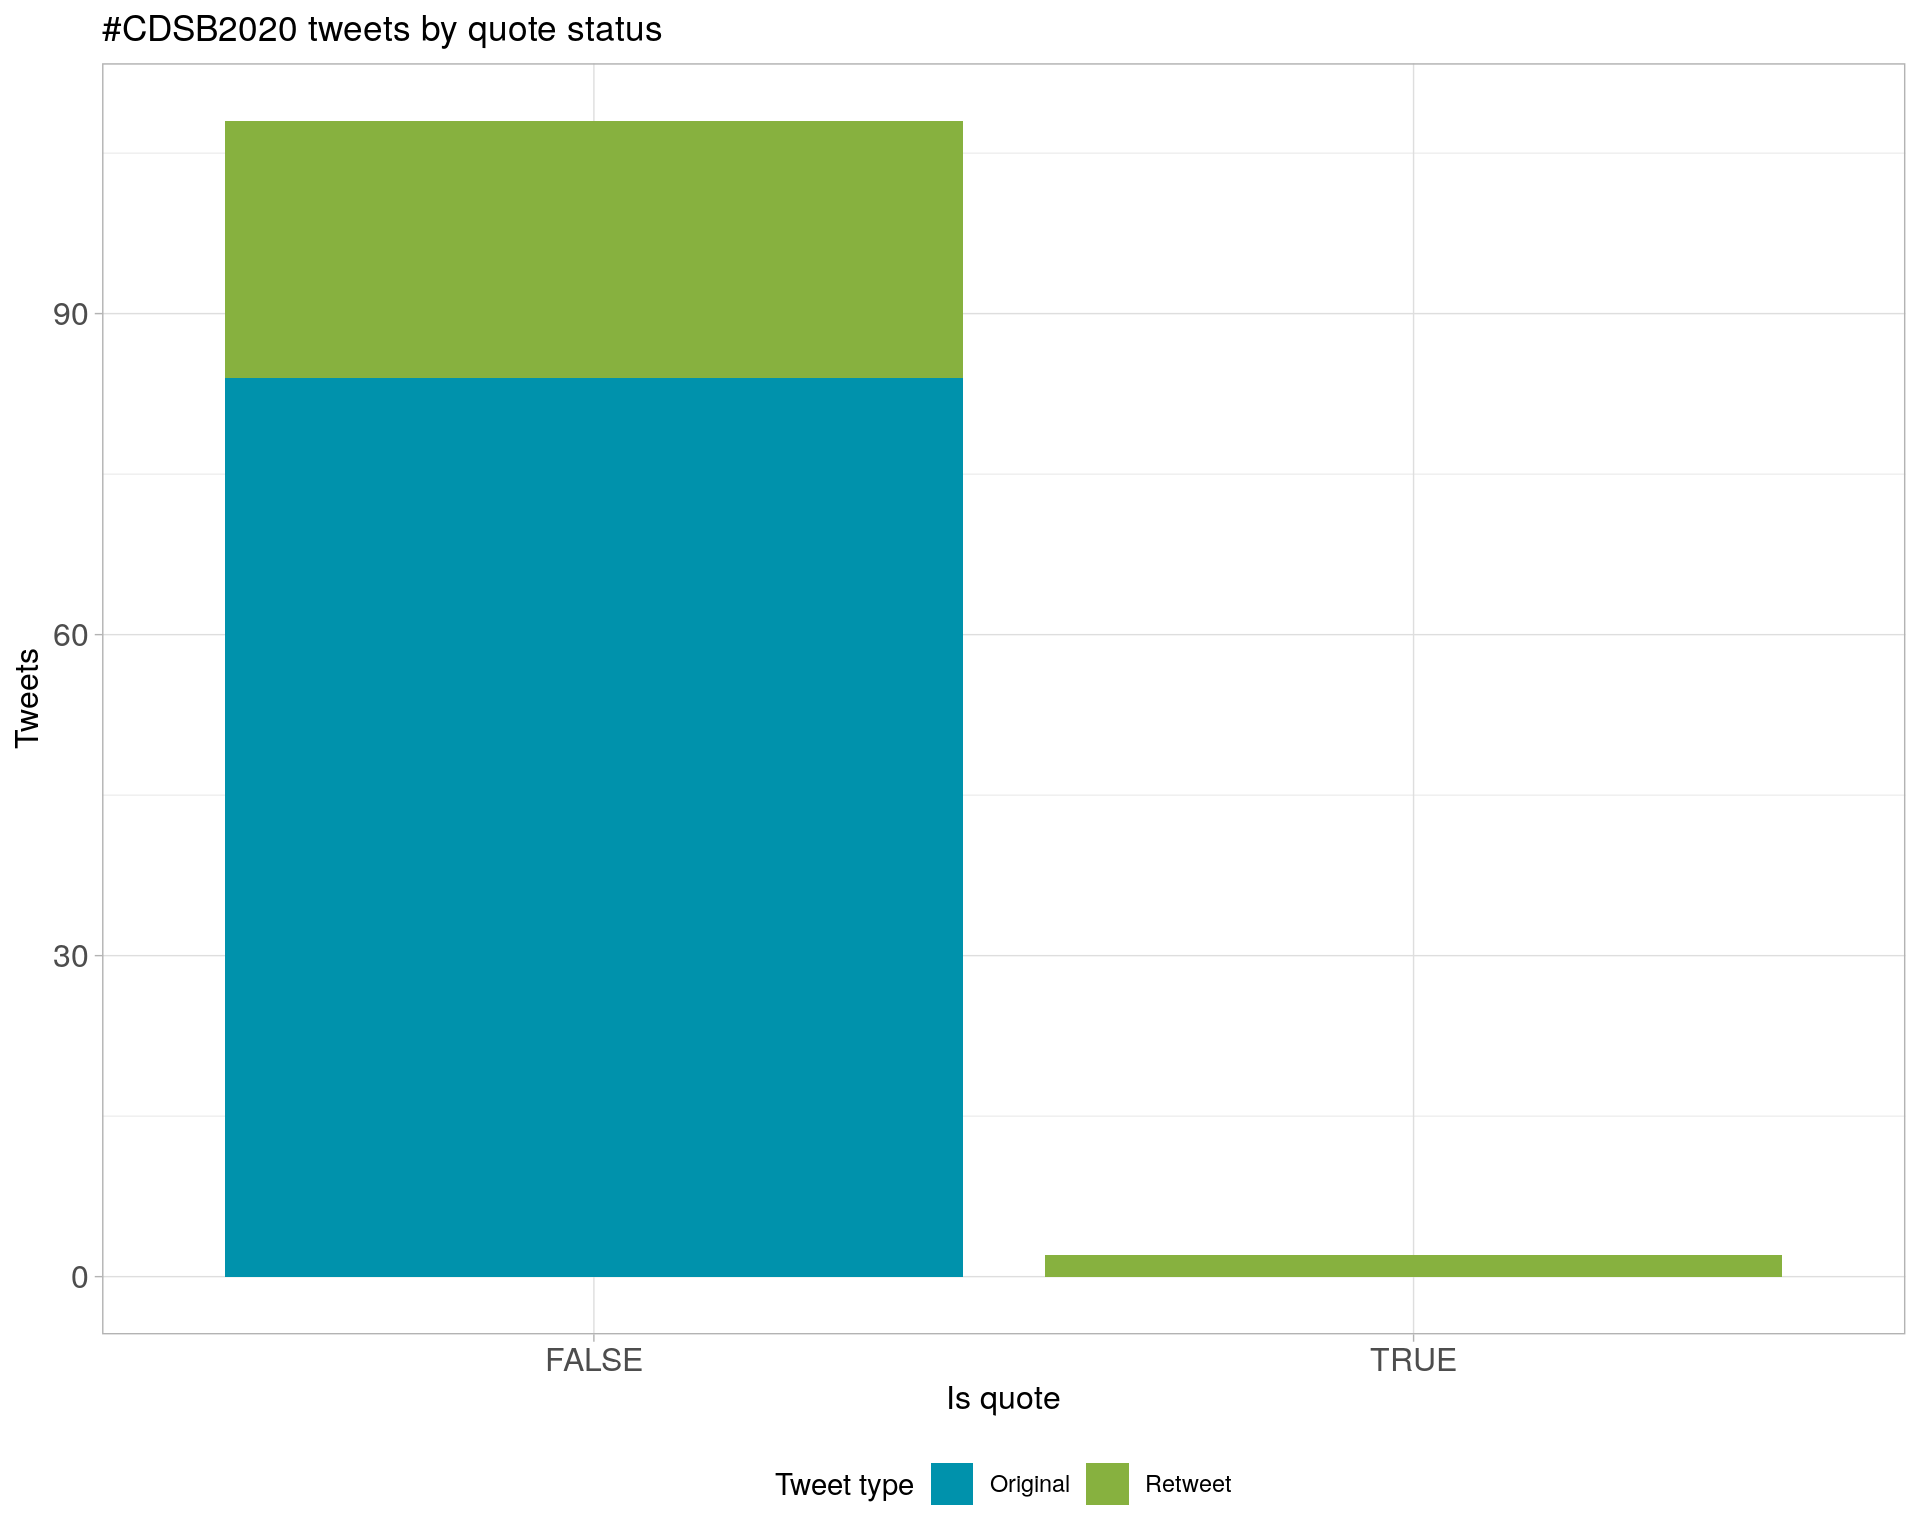 #CDSB2020 tweets by quote status
90
60
30
0
Tweets
FALSE
TRUE
Is quote
Tweet type
Original
Retweet